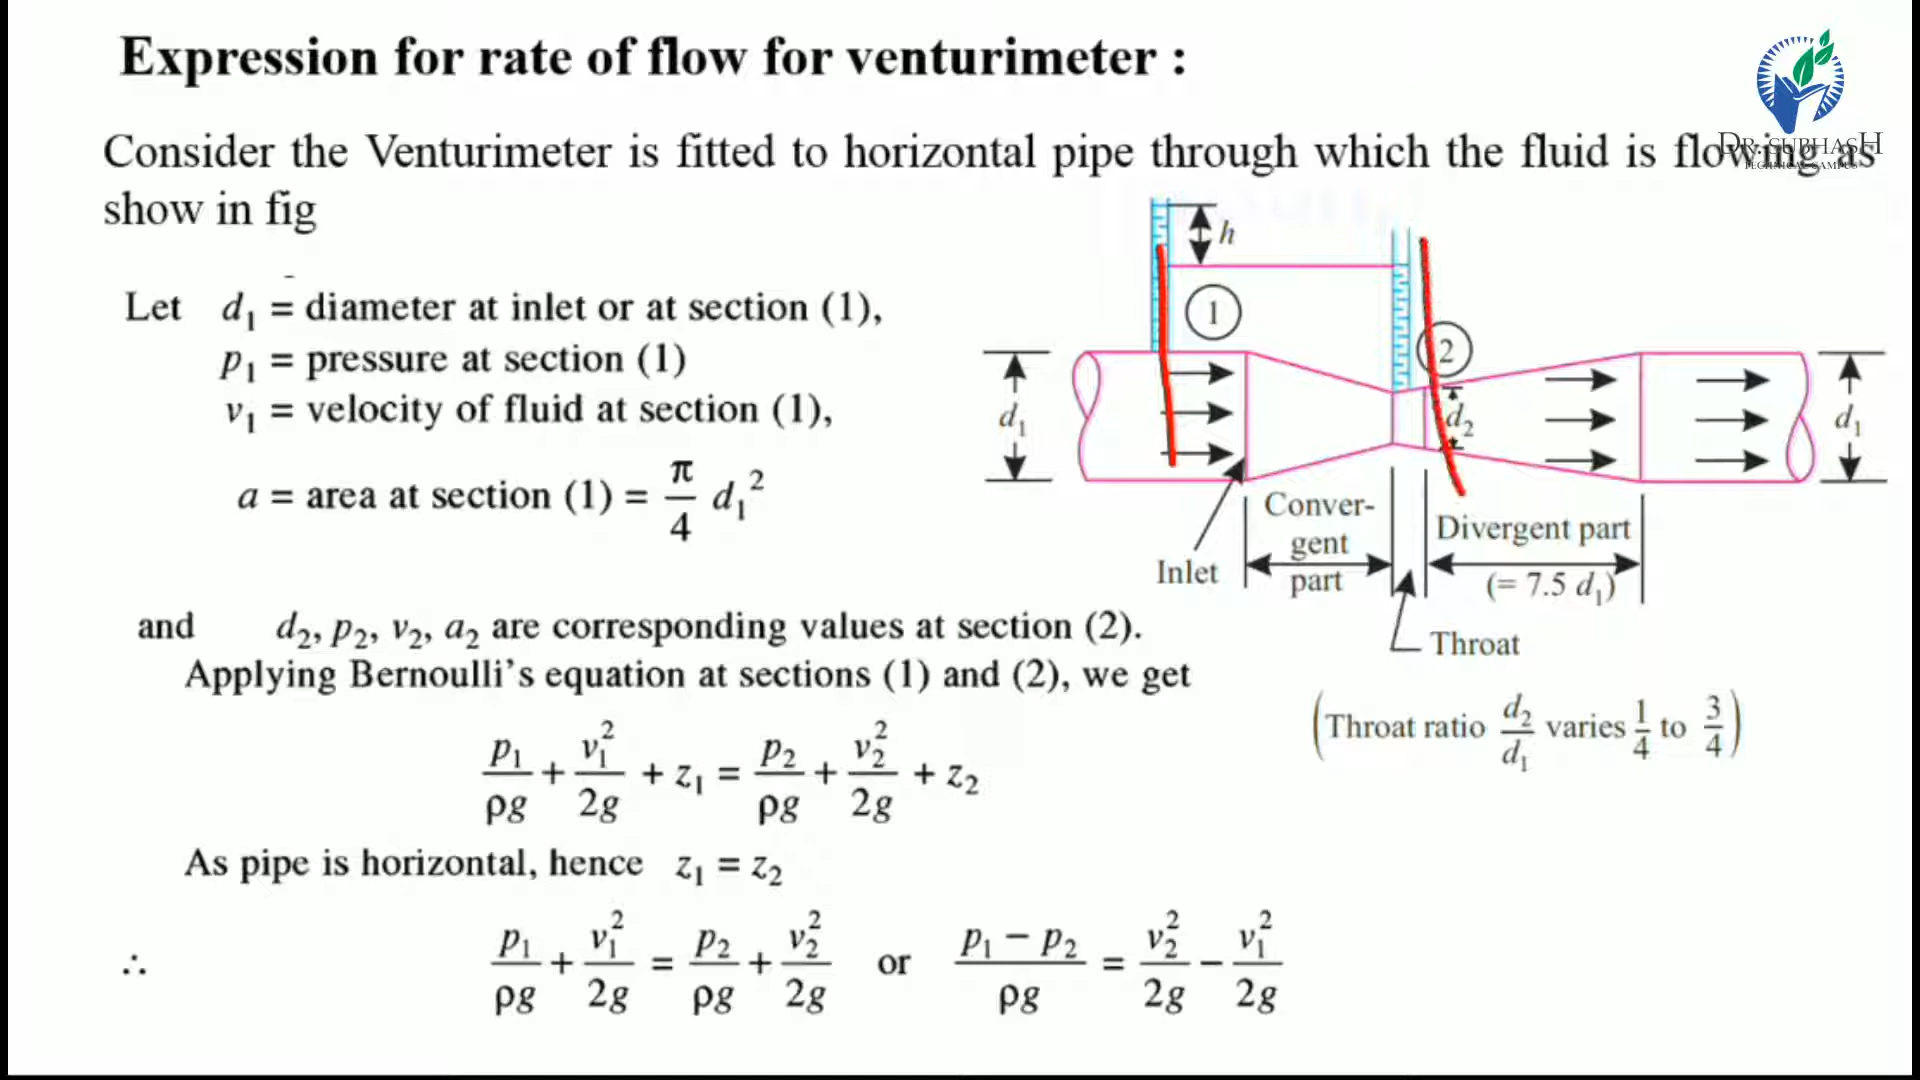 Expression for rate of flow for venturimeter :
DR. SUBHASH
TECHNICAL CAMPUS
Consider the Venturimeter is fitted to horizontal pipe through which the fluid is flowing as
show in fig
h
1
2
d₁
d₂
d₁
Inlet
Conver-
gent
part
Divergent part
(= 7.5 d₁)
Throat
(Throat ratio d₂/d₁ varies 1/4 to 3/4)
Let d₁ = diameter at inlet or at section (1),
p₁ = pressure at section (1)
v₁ = velocity of fluid at section (1),
a = area at section (1) = π/4 d₁²
and d₂, p₂, v₂, a₂ are corresponding values at section (2).
Applying Bernoulli's equation at sections (1) and (2), we get
p₁/ρg + v₁²/2g + z₁ = p₂/ρg + v₂²/2g + z₂
As pipe is horizontal, hence z₁ = z₂
∴ p₁/ρg + v₁²/2g = p₂/ρg + v₂²/2g or (p₁ − p₂)/ρg = v₂²/2g − v₁²/2g